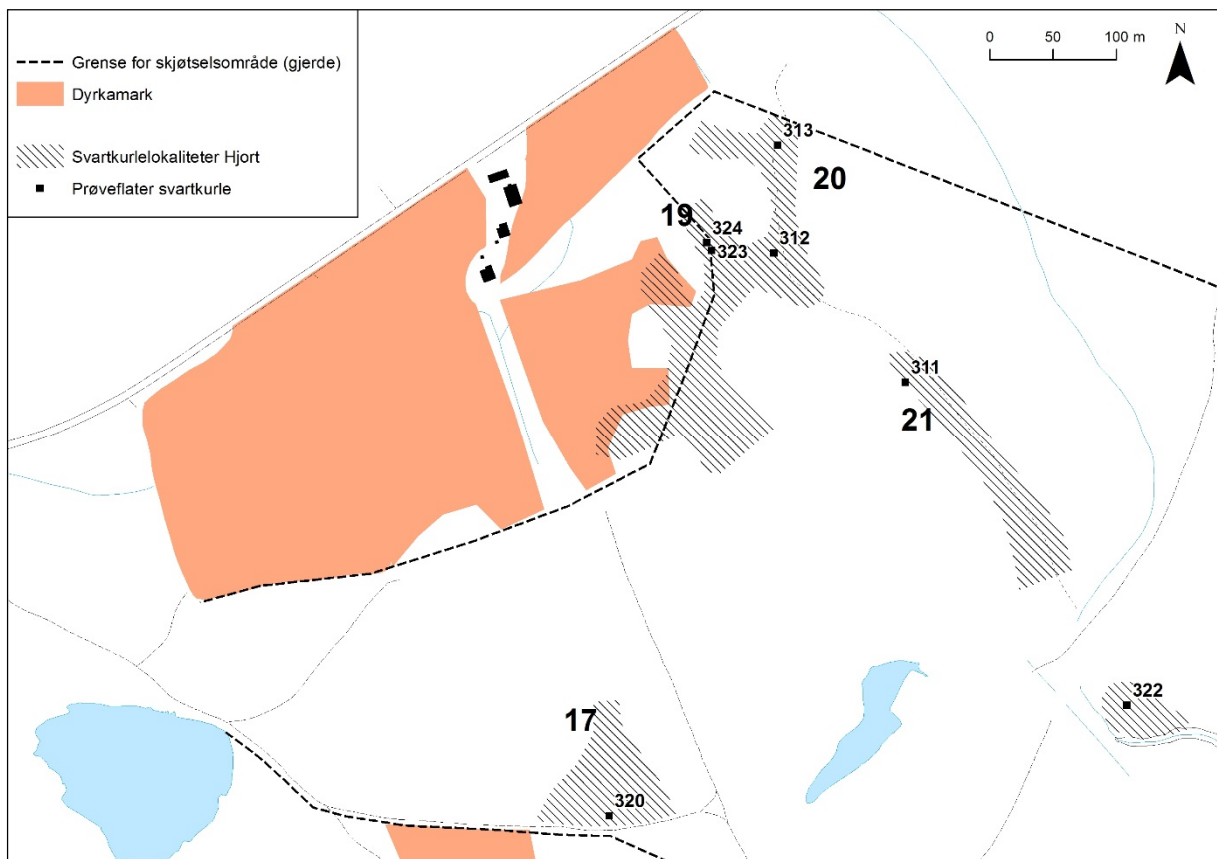 Grense for skjøtselsområde (gjerde)
Dyrkamark
Svartkurlelokaliteter Hjort
Prøveflater svartkurle
0 50 100 m
N
313
20
19
324
323
312
311
21
322
17
320